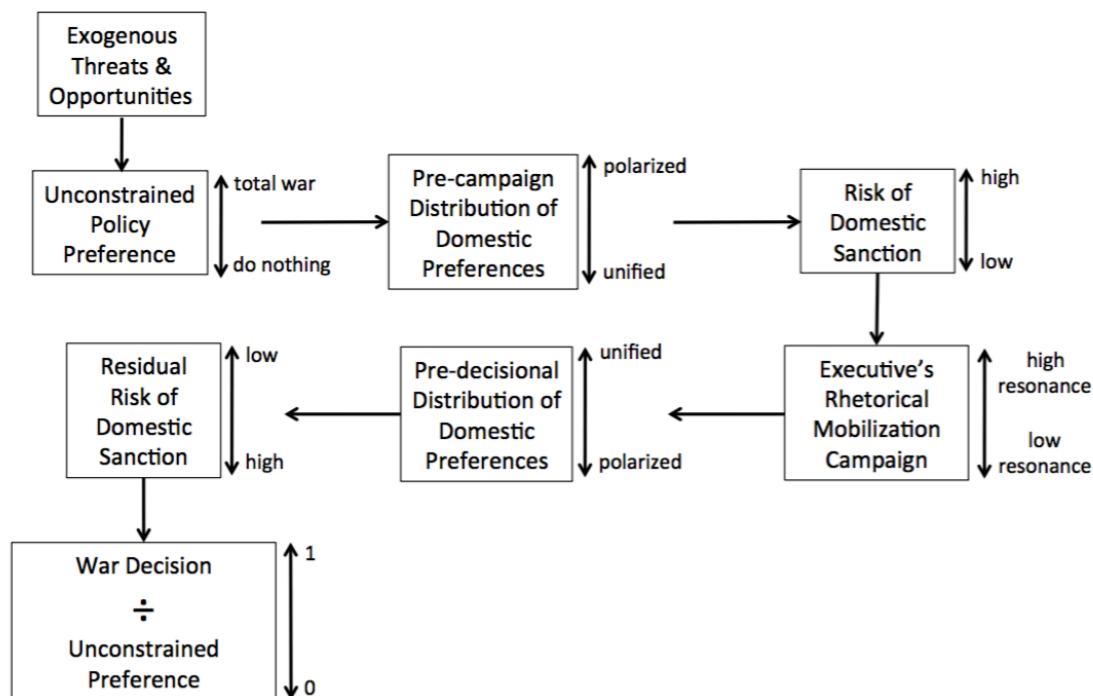 Exogenous
Threats &
Opportunities
Unconstrained
Policy
Preference
total war
do nothing
Pre-campaign
Distribution of
Domestic
Preferences
polarized
unified
Risk of
Domestic
Sanction
high
low
Executive's
Rhetorical
Mobilization
Campaign
high
resonance
low
resonance
Pre-decisional
Distribution of
Domestic
Preferences
unified
polarized
Residual
Risk of
Domestic
Sanction
low
high
War Decision
÷
Unconstrained
Preference
1
0